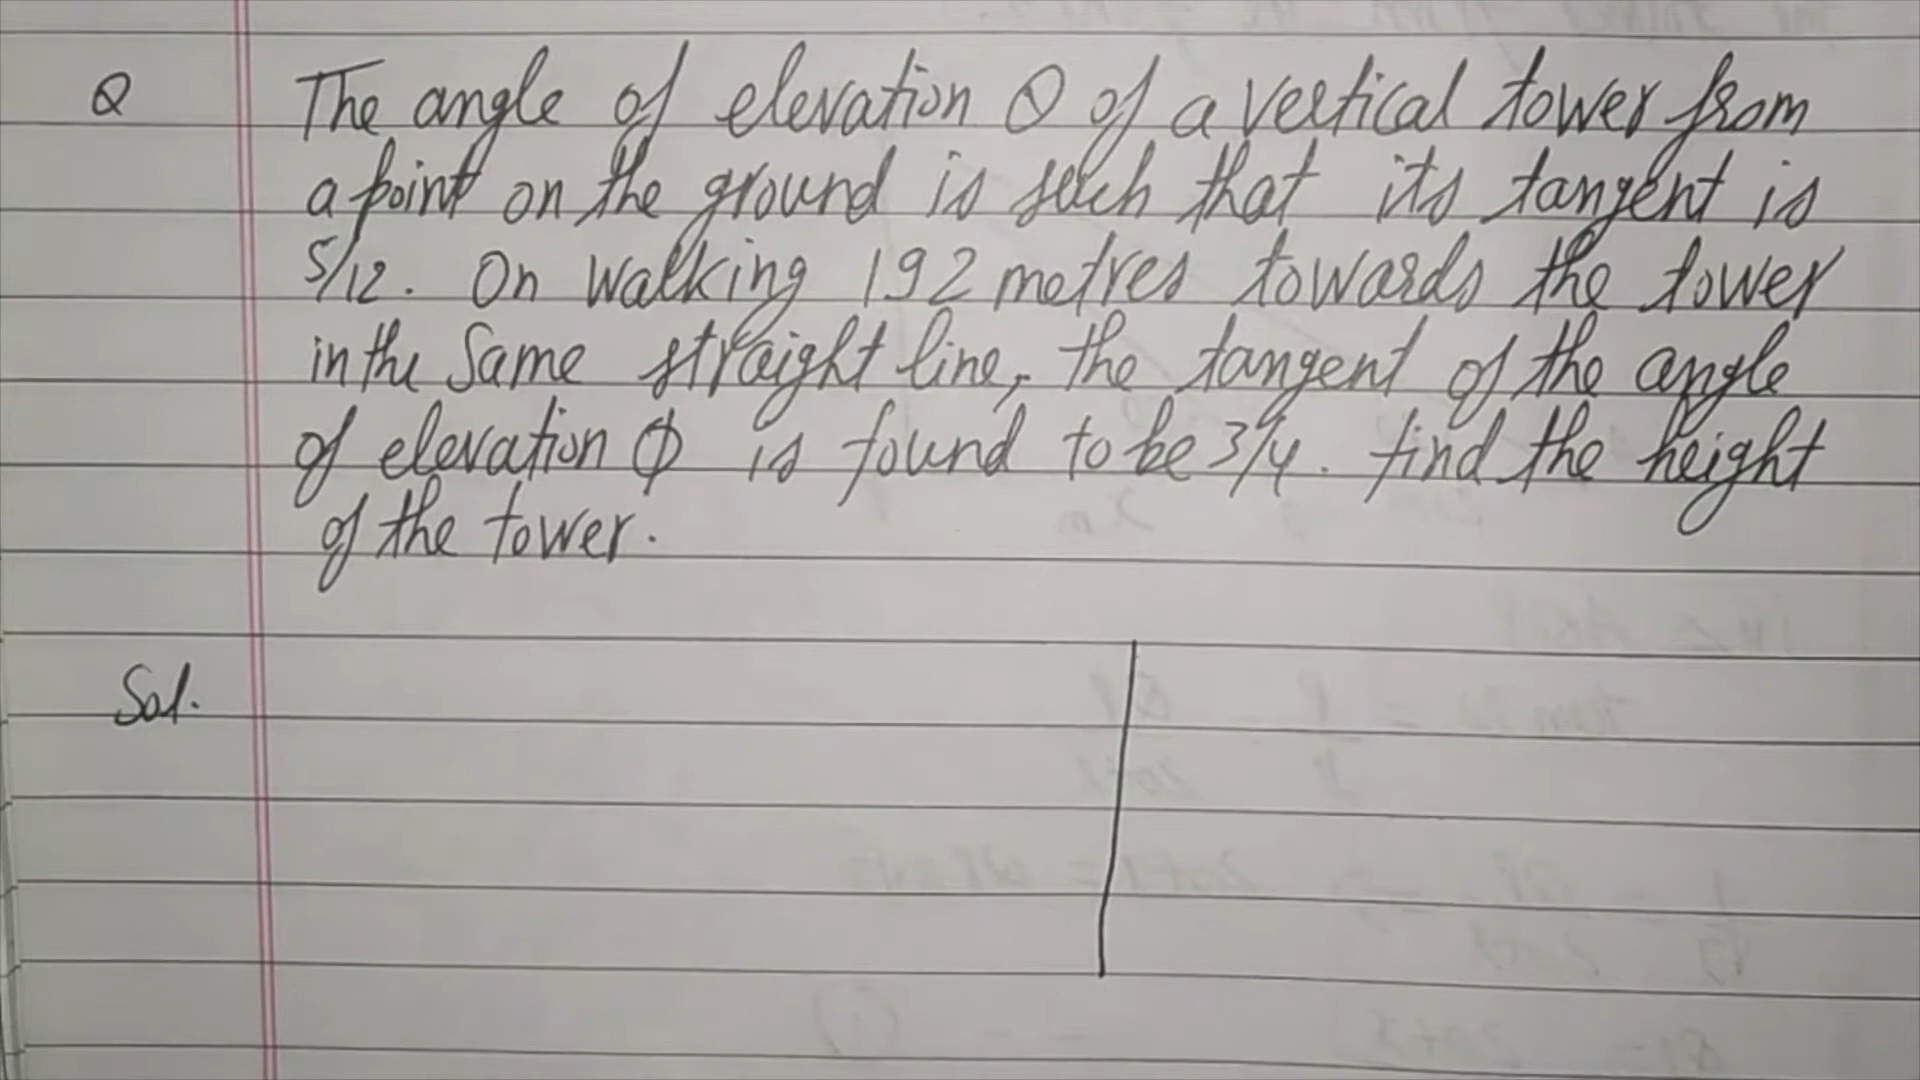 Q The angle of elevation θ of a vertical tower from
a point on the ground is such that its tangent is
5/12. On walking 192 metres towards the tower
in the same straight line, the tangent of the angle
of elevation ϕ is found to be 3/4. find the height
of the tower.
Sol.